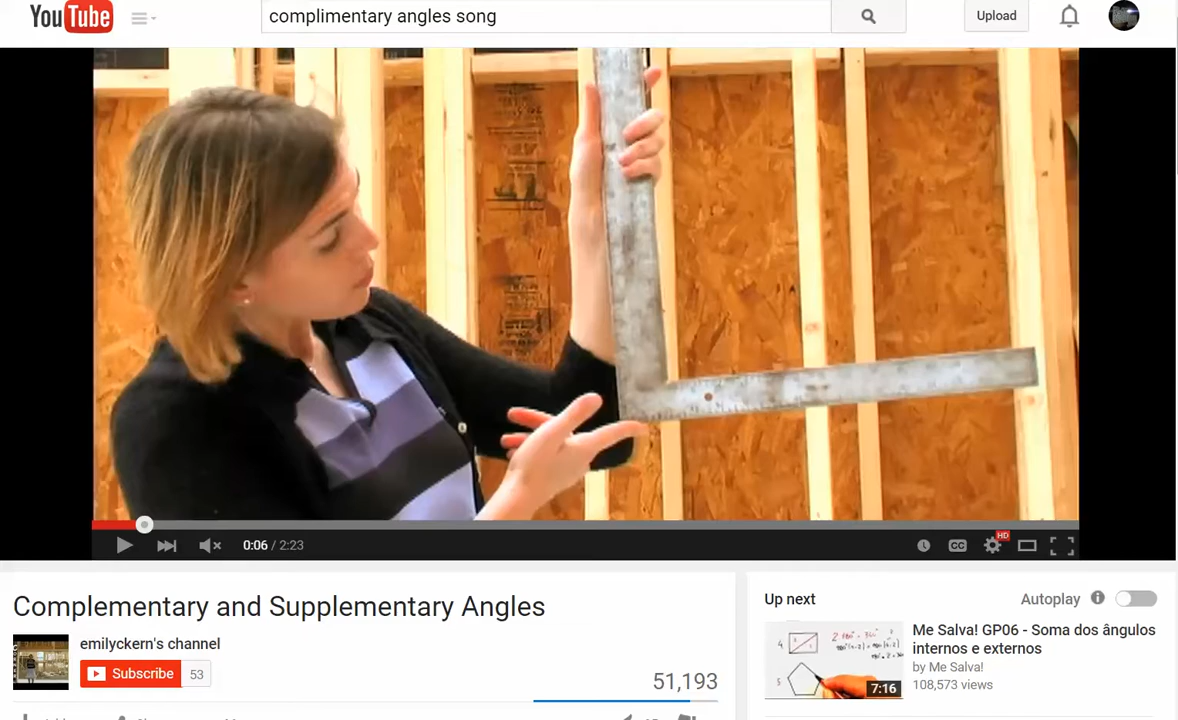 YouTube
complimentary angles song
Upload
0:06 / 2:23
CC
HD
Complementary and Supplementary Angles
emilyckern's channel
Subscribe 53
51,193
Up next
Autoplay
7:16
Me Salva! GP06 - Soma dos ângulos
internos e externos
by Me Salva!
108,573 views